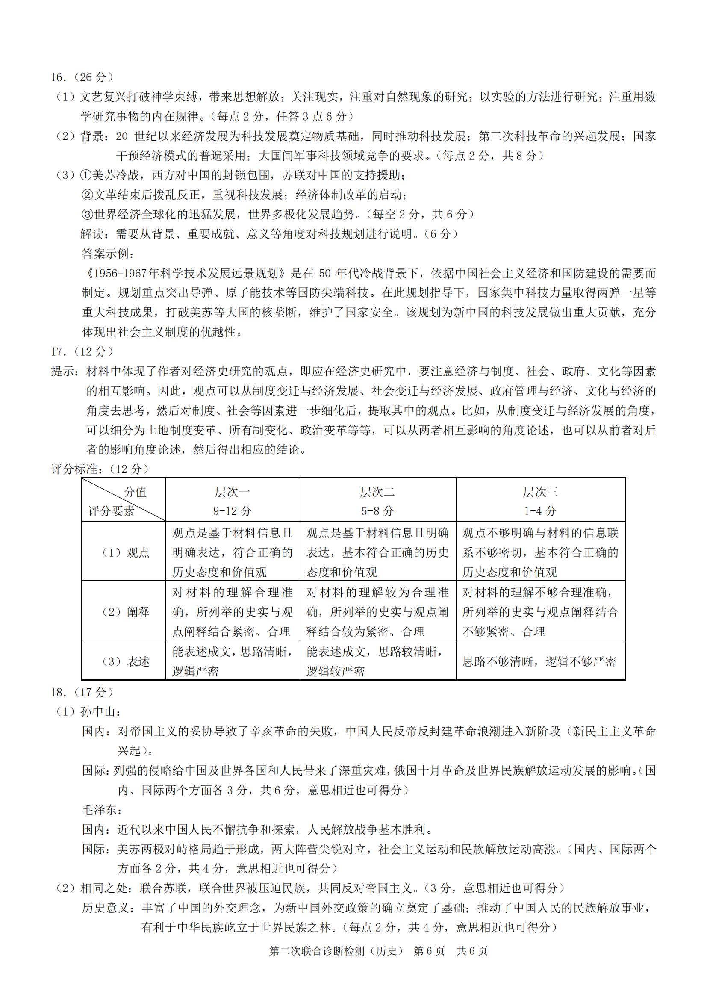 16.（26 分）
（1）文艺复兴打破神学束缚，带来思想解放；关注现实，注重对自然现象的研究；以实验的方法进行研究；注重用数
学研究事物的内在规律。（每点 2 分，任答 3 点 6 分）
（2）背景：20 世纪以来经济发展为科技发展奠定物质基础，同时推动科技发展；第三次科技革命的兴起发展；国家
干预经济模式的普遍采用；大国间军事科技领域竞争的要求。（每点 2 分，共 8 分）
（3）①美苏冷战，西方对中国的封锁包围，苏联对中国的支持援助；
②文革结束后拨乱反正，重视科技发展；经济体制改革的启动；
③世界经济全球化的迅猛发展，世界多极化发展趋势。（每空 2 分，共 6 分）
解读：需要从背景、重要成就、意义等角度对科技规划进行说明。（6 分）
答案示例：
《1956-1967年科学技术发展远景规划》是在 50 年代冷战背景下，依据中国社会主义经济和国防建设的需要而
制定。规划重点突出导弹、原子能技术等国防尖端科技。在此规划指导下，国家集中科技力量取得两弹一星等
重大科技成果，打破美苏等大国的核垄断，维护了国家安全。该规划为新中国的科技发展做出重大贡献，充分
体现出社会主义制度的优越性。
17.（12 分）
提示：材料中体现了作者对经济史研究的观点，即应在经济史研究中，要注意经济与制度、社会、政府、文化等因素
的相互影响。因此，观点可以从制度变迁与经济发展、社会变迁与经济发展、政府管理与经济、文化与经济的
角度去思考，然后对制度、社会等因素进一步细化后，提取其中的观点。比如，从制度变迁与经济发展的角度，
可以细分为土地制度变革、所有制变化、政治变革等等，可以从两者相互影响的角度论述，也可以从前者对后
者的影响角度论述，然后得出相应的结论。
评分标准：（12 分）
分值 层次一 层次二 层次三
评分要素 9-12 分 5-8 分 1-4 分
观点是基于材料信息且 观点是基于材料信息且明确 观点不够明确与材料的信息联
（1）观点 明确表达，符合正确的 表达，基本符合正确的历史 系不够密切，基本符合正确的
历史态度和价值观 态度和价值观 历史态度和价值观
对材料的理解合理准 对材料的理解较为合理准 对材料的理解不够合理准确，
（2）阐释 确，所列举的史实与观 确，所列举的史实与观点阐 所列举的史实与观点阐释结合
点阐释结合紧密、合理 释结合较为紧密、合理 不够紧密、合理
能表述成文，思路清晰， 能表述成文，思路较清晰，
（3）表述 思路不够清晰，逻辑不够严密
逻辑严密 逻辑较严密
18.（17 分）
（1）孙中山：
国内：对帝国主义的妥协导致了辛亥革命的失败，中国人民反帝反封建革命浪潮进入新阶段（新民主主义革命
兴起）。
国际：列强的侵略给中国及世界各国和人民带来了深重灾难，俄国十月革命及世界民族解放运动发展的影响。（国
内、国际两个方面各 3 分，共 6 分，意思相近也可得分）
毛泽东：
国内：近代以来中国人民不懈抗争和探索，人民解放战争基本胜利。
国际：美苏两极对峙格局趋于形成，两大阵营尖锐对立，社会主义运动和民族解放运动高涨。（国内、国际两个
方面各 2 分，共 4 分，意思相近也可得分）
（2）相同之处：联合苏联，联合世界被压迫民族，共同反对帝国主义。（3 分，意思相近也可得分）
历史意义：丰富了中国的外交理念，为新中国外交政策的确立奠定了基础；推动了中国人民的民族解放事业，
有利于中华民族屹立于世界民族之林。（每点 2 分，共 4 分，意思相近也可得分）
第二次联合诊断检测（历史） 第 6 页 共 6 页